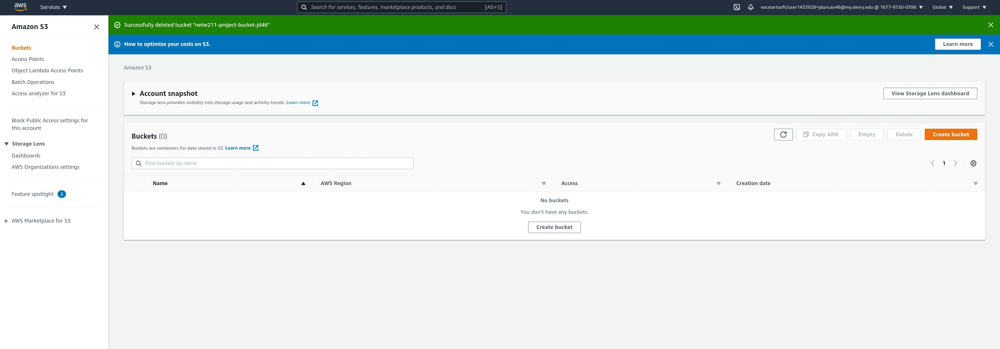 aws
Services
Search for services, features, marketplace products, and docs
[Alt+S]
vocstartsoft/user1433928=jduncan46@my.devry.edu @ 1677-9730-0398
Global
Support
Amazon S3
Buckets
Access Points
Object Lambda Access Points
Batch Operations
Access analyzer for S3
Block Public Access settings for
this account
Storage Lens
Dashboards
AWS Organizations settings
Feature spotlight 3
AWS Marketplace for S3
Successfully deleted bucket "netw211-project-bucket-jd46"
How to optimize your costs on S3.
Learn more
Amazon S3
Account snapshot
View Storage Lens dashboard
Storage lens provides visibility into storage usage and activity trends. Learn more
Buckets (0)
Copy ARN
Empty
Delete
Create bucket
Buckets are containers for data stored in S3. Learn more
Find buckets by name
1
Name
AWS Region
Access
Creation date
No buckets
You don't have any buckets.
Create bucket